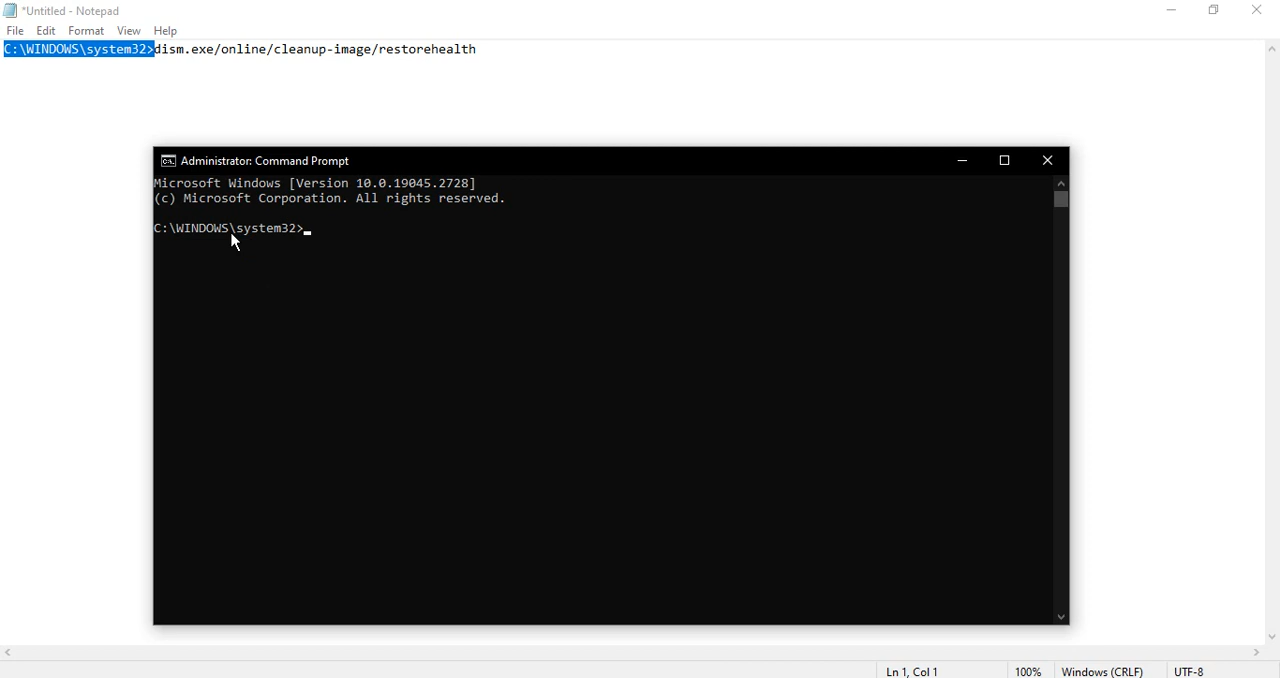 *Untitled - Notepad
File Edit Format View Help
C:\WINDOWS\system32>dism.exe/online/cleanup-image/restorehealth
Administrator: Command Prompt
Microsoft Windows [Version 10.0.19045.2728]
(c) Microsoft Corporation. All rights reserved.
C:\WINDOWS\system32>
Ln 1, Col 1 100% Windows (CRLF) UTF-8